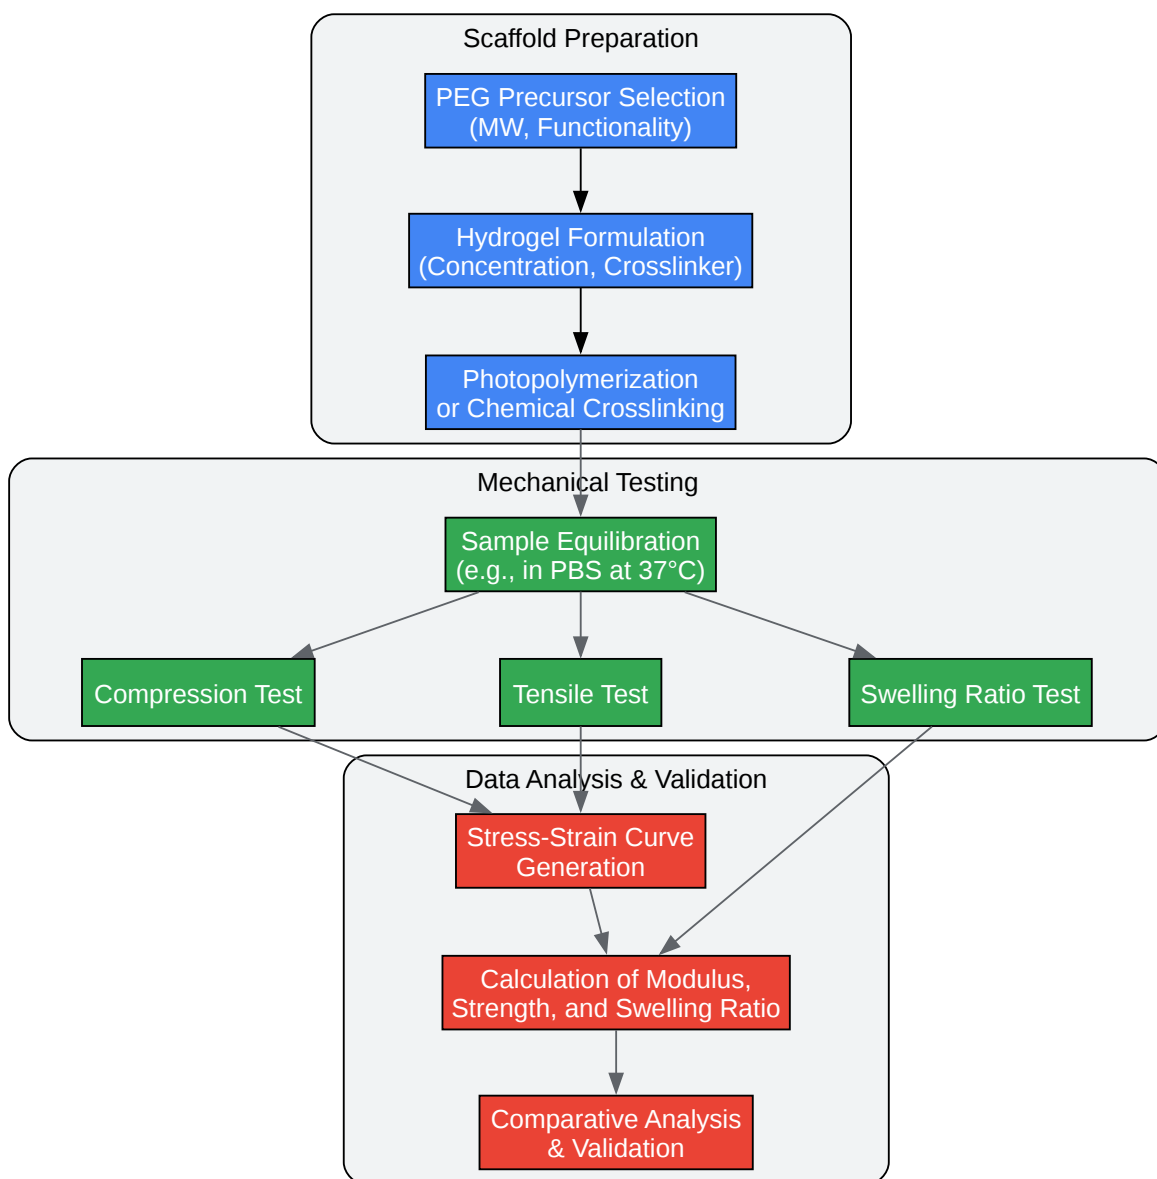 Scaffold Preparation
PEG Precursor Selection
(MW, Functionality)
Hydrogel Formulation
(Concentration, Crosslinker)
Photopolymerization
or Chemical Crosslinking
Mechanical Testing
Sample Equilibration
(e.g., in PBS at 37°C)
Compression Test
Tensile Test
Swelling Ratio Test
Data Analysis & Validation
Stress-Strain Curve
Generation
Calculation of Modulus,
Strength, and Swelling Ratio
Comparative Analysis
& Validation